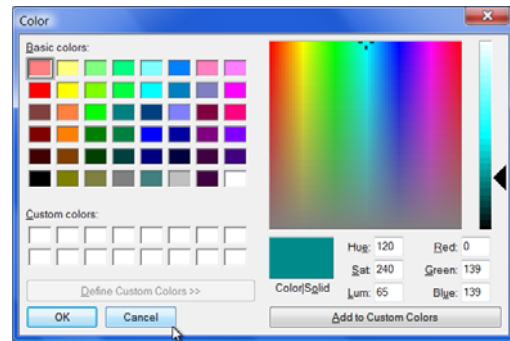 Color
Basic colors:
Custom colors:
Define Custom Colors >>
OK Cancel
Color|Solid
Hue: 120 Red: 0
Sat: 240 Green: 139
Lum: 65 Blue: 139
Add to Custom Colors